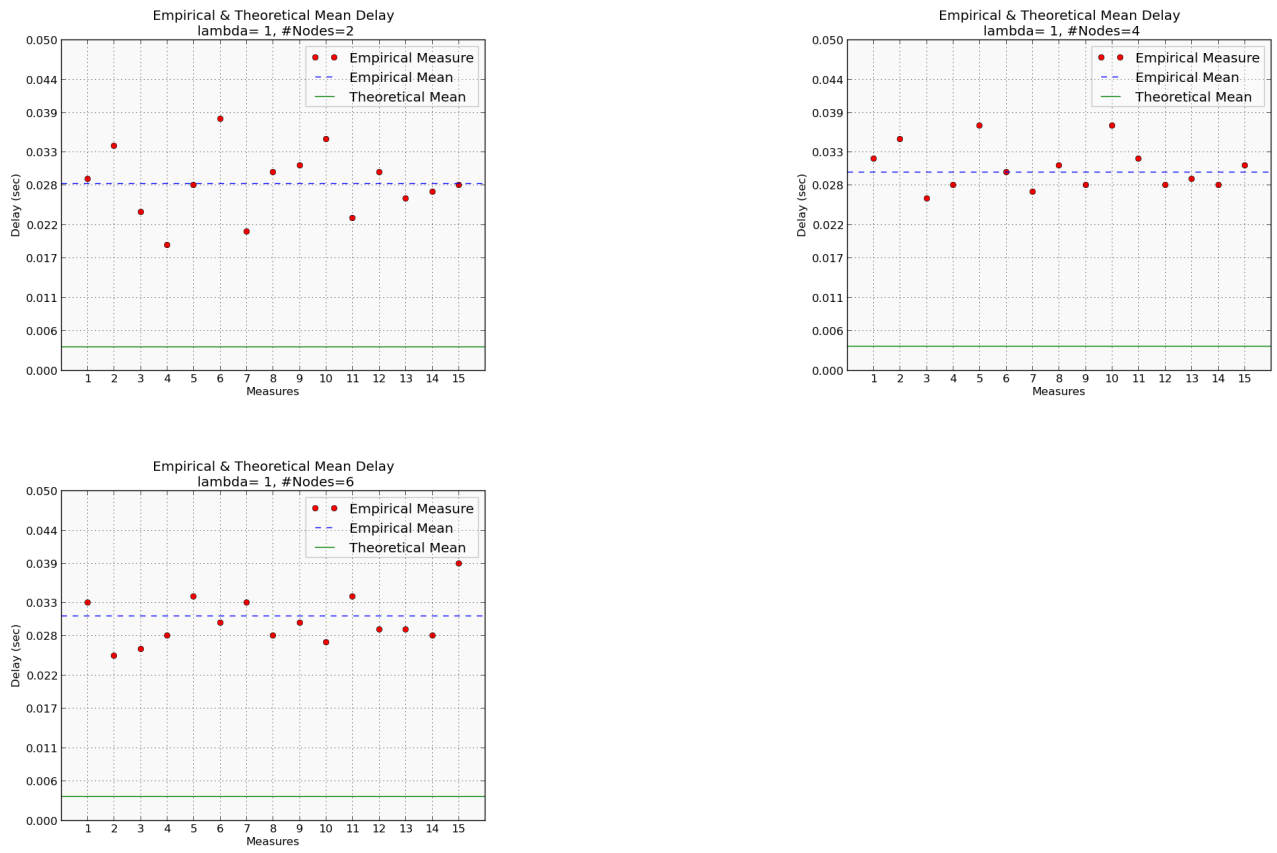 Empirical & Theoretical Mean Delay
lambda= 1, #Nodes=2
0.050
0.044
0.039
0.033
0.028
0.022
0.017
0.011
0.006
0.000
Delay (sec)
Empirical Measure
Empirical Mean
Theoretical Mean
1 2 3 4 5 6 7 8 9 10 11 12 13 14 15
Measures
Empirical & Theoretical Mean Delay
lambda= 1, #Nodes=4
0.050
0.044
0.039
0.033
0.028
0.022
0.017
0.011
0.006
0.000
Delay (sec)
Empirical Measure
Empirical Mean
Theoretical Mean
1 2 3 4 5 6 7 8 9 10 11 12 13 14 15
Measures
Empirical & Theoretical Mean Delay
lambda= 1, #Nodes=6
0.050
0.044
0.039
0.033
0.028
0.022
0.017
0.011
0.006
0.000
Delay (sec)
Empirical Measure
Empirical Mean
Theoretical Mean
1 2 3 4 5 6 7 8 9 10 11 12 13 14 15
Measures